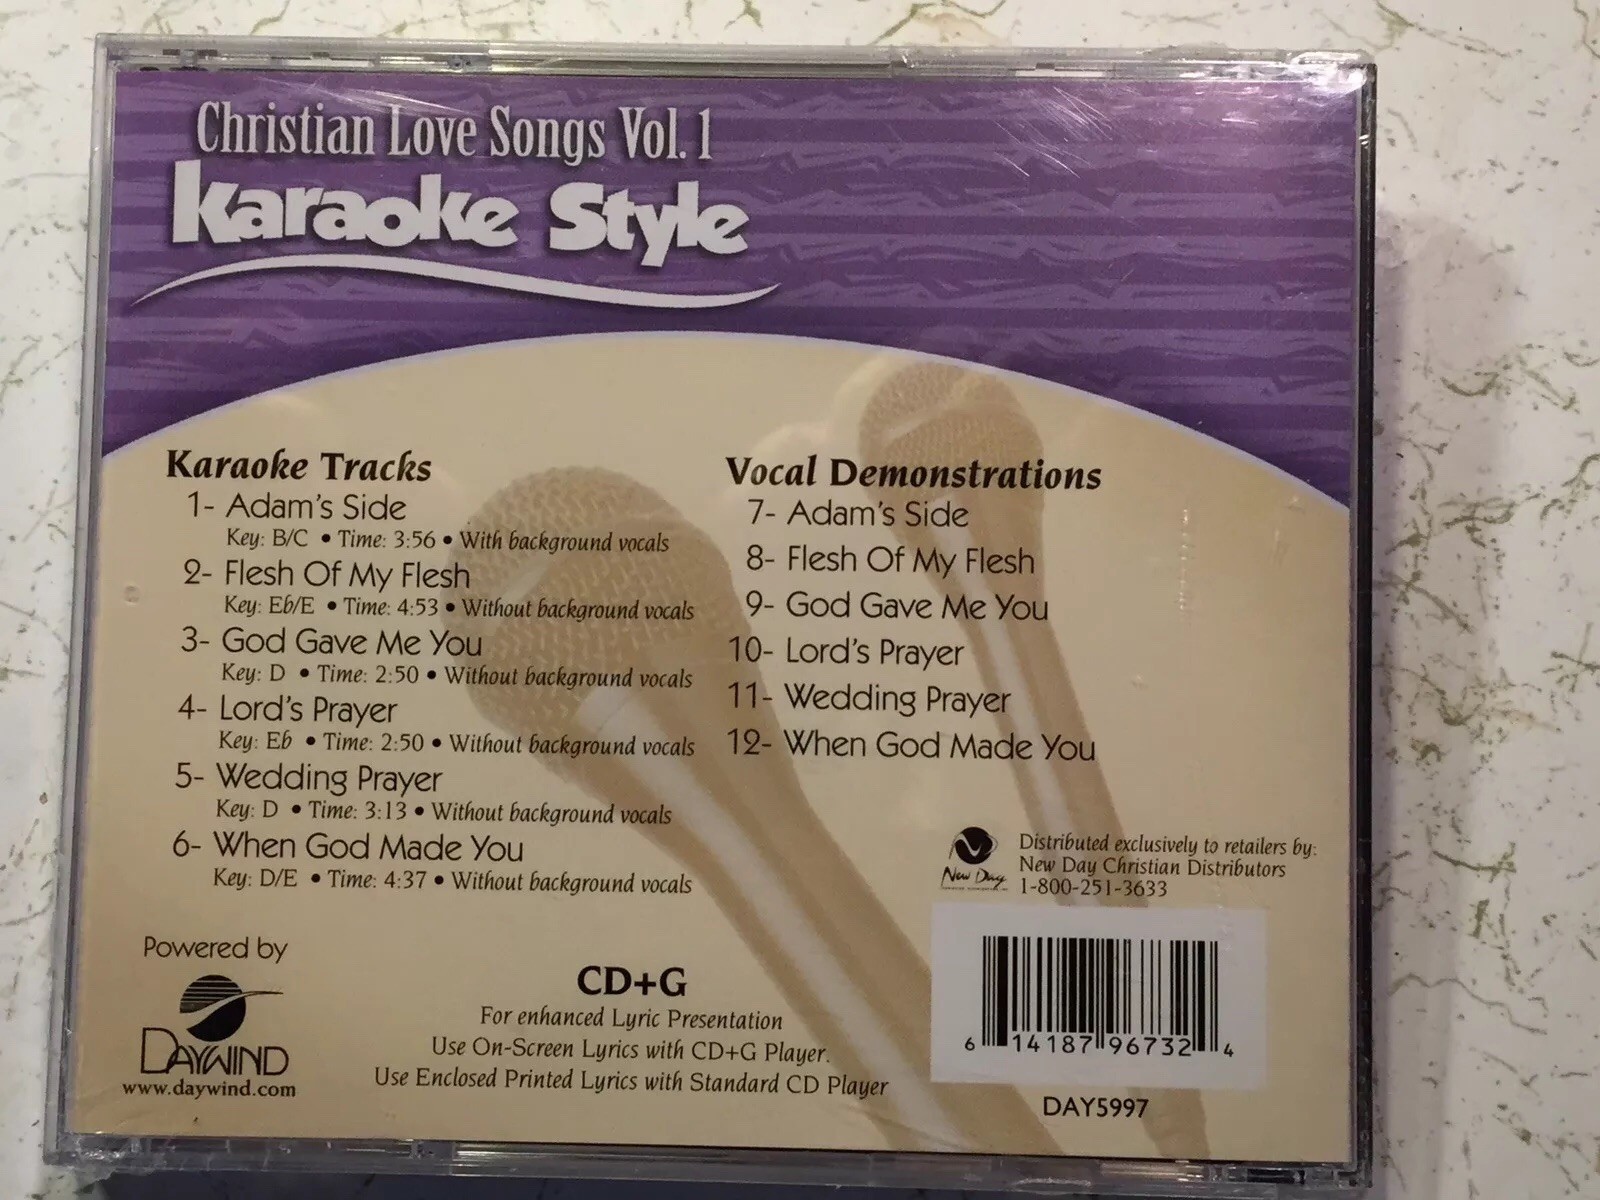 Christian Love Songs Vol. 1
Karaoke Style
Karaoke Tracks
1- Adam's Side
Key: B/C • Time: 3:56 • With background vocals
2- Flesh Of My Flesh
Key: Eb/E • Time: 4:53 • Without background vocals
3- God Gave Me You
Key: D • Time: 2:50 • Without background vocals
4- Lord's Prayer
Key: Eb • Time: 2:50 • Without background vocals
5- Wedding Prayer
Key: D • Time: 3:13 • Without background vocals
6- When God Made You
Key: D/E • Time: 4:37 • Without background vocals
Vocal Demonstrations
7- Adam's Side
8- Flesh Of My Flesh
9- God Gave Me You
10- Lord's Prayer
11- Wedding Prayer
12- When God Made You
New Day
Distributed exclusively to retailers by:
New Day Christian Distributors
1-800-251-3633
Powered by
DAYWIND
www.daywind.com
CD+G
For enhanced Lyric Presentation
Use On-Screen Lyrics with CD+G Player.
Use Enclosed Printed Lyrics with Standard CD Player
6 14187 96732 4
DAY5997